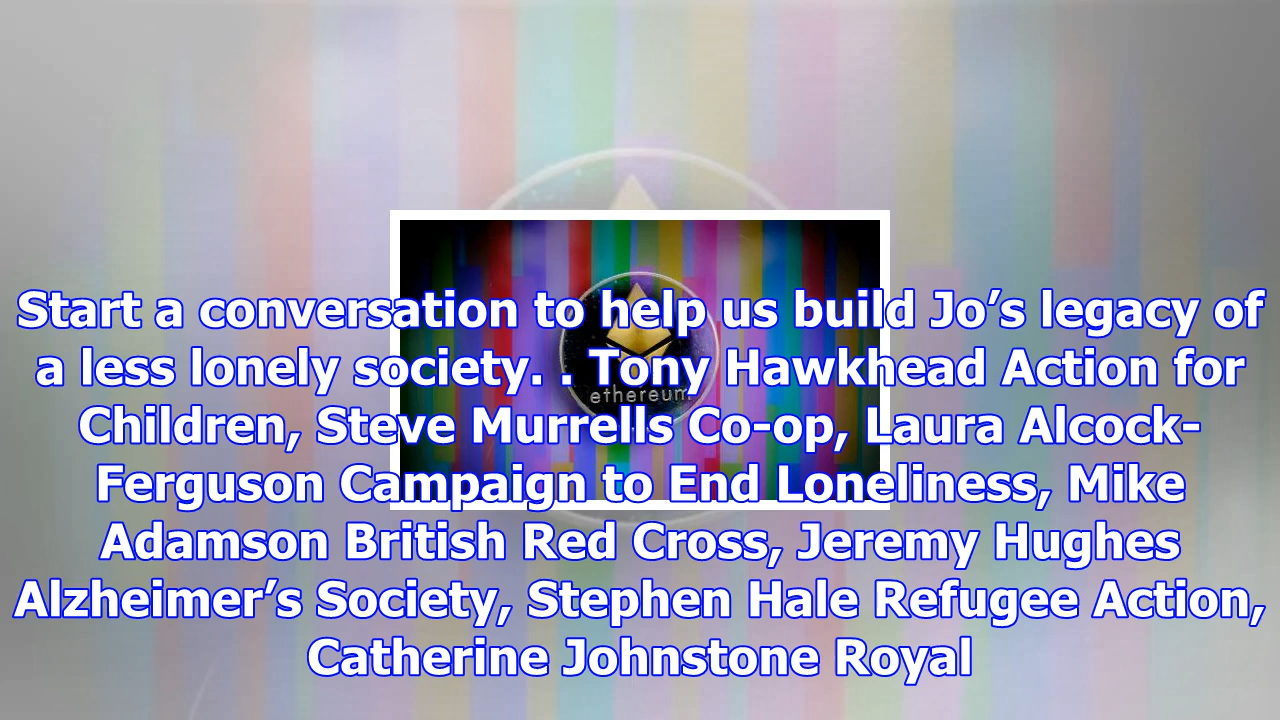 Start a conversation to help us build Jo’s legacy of
a less lonely society. . Tony Hawkhead Action for
Children, Steve Murrells Co-op, Laura Alcock-
Ferguson Campaign to End Loneliness, Mike
Adamson British Red Cross, Jeremy Hughes
Alzheimer’s Society, Stephen Hale Refugee Action,
Catherine Johnstone Royal
ethereum